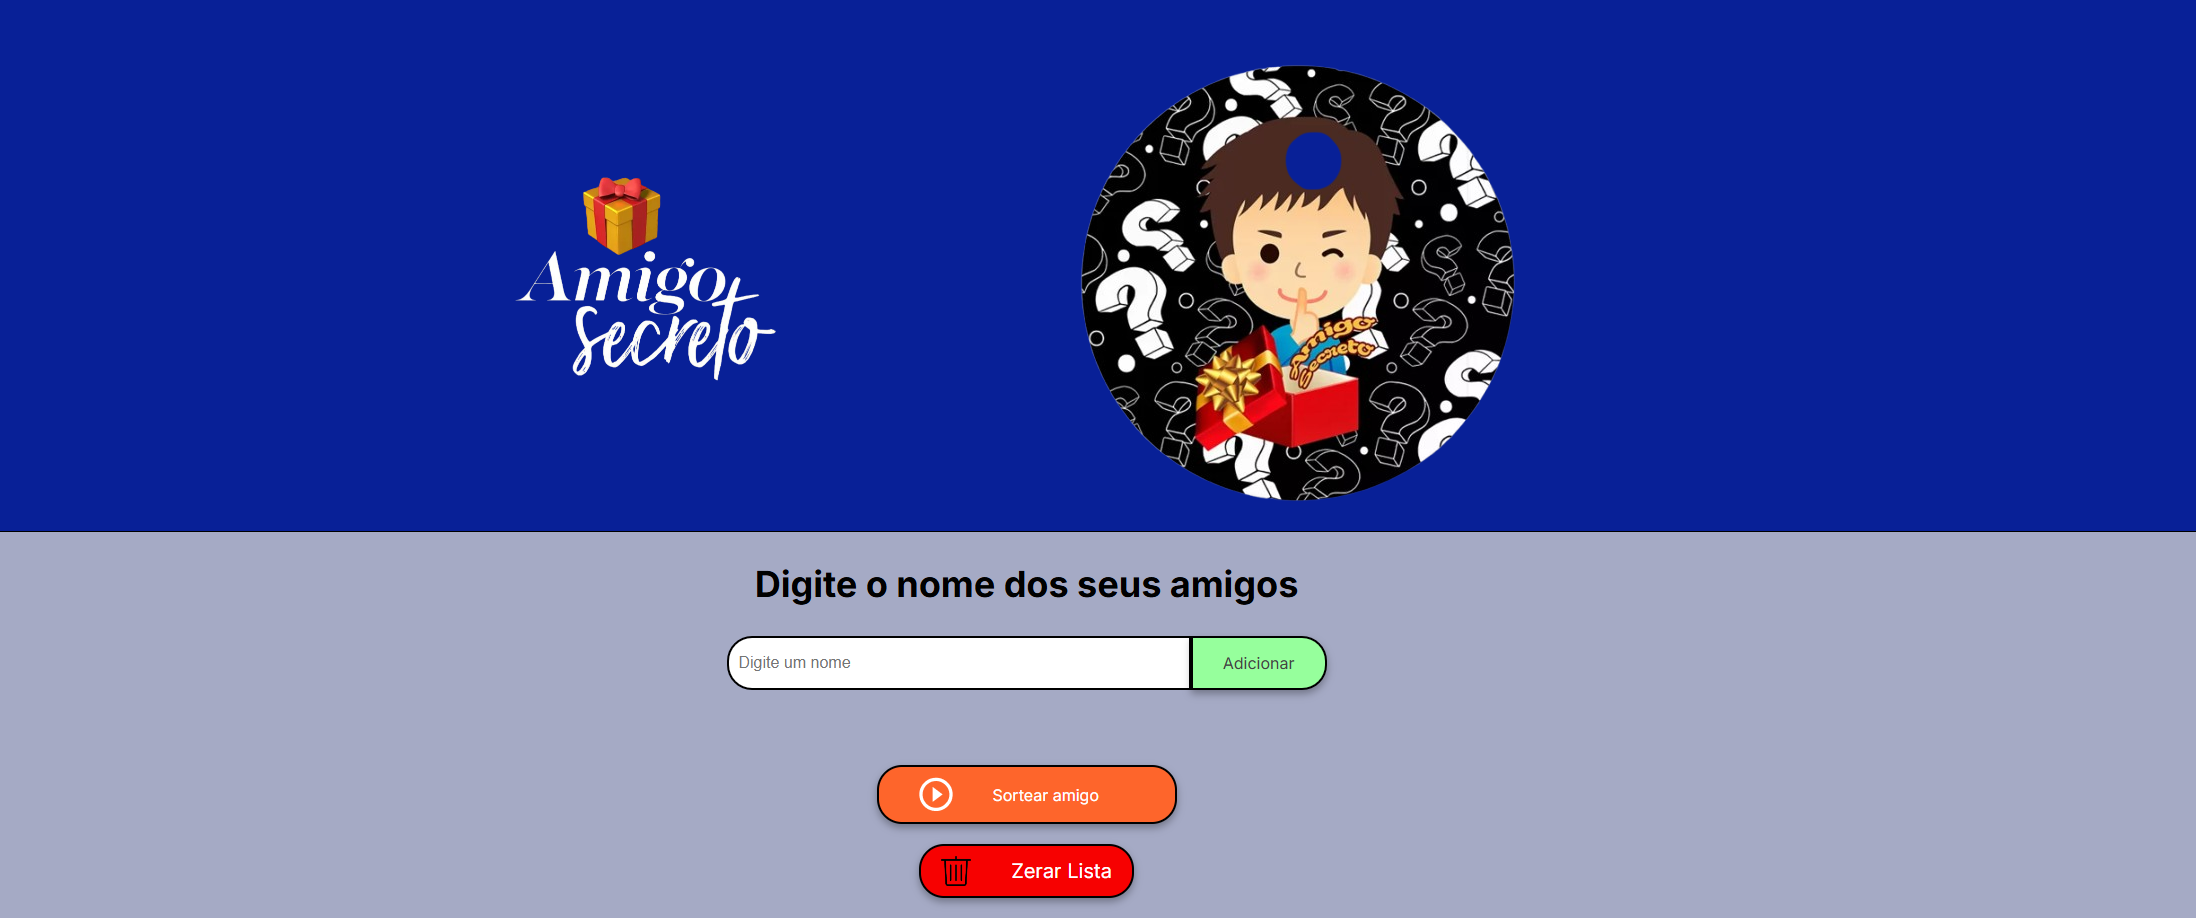 Amigo
secreto
Amigo
Secreto
Digite o nome dos seus amigos
Digite um nome
Adicionar
Sortear amigo
Zerar Lista